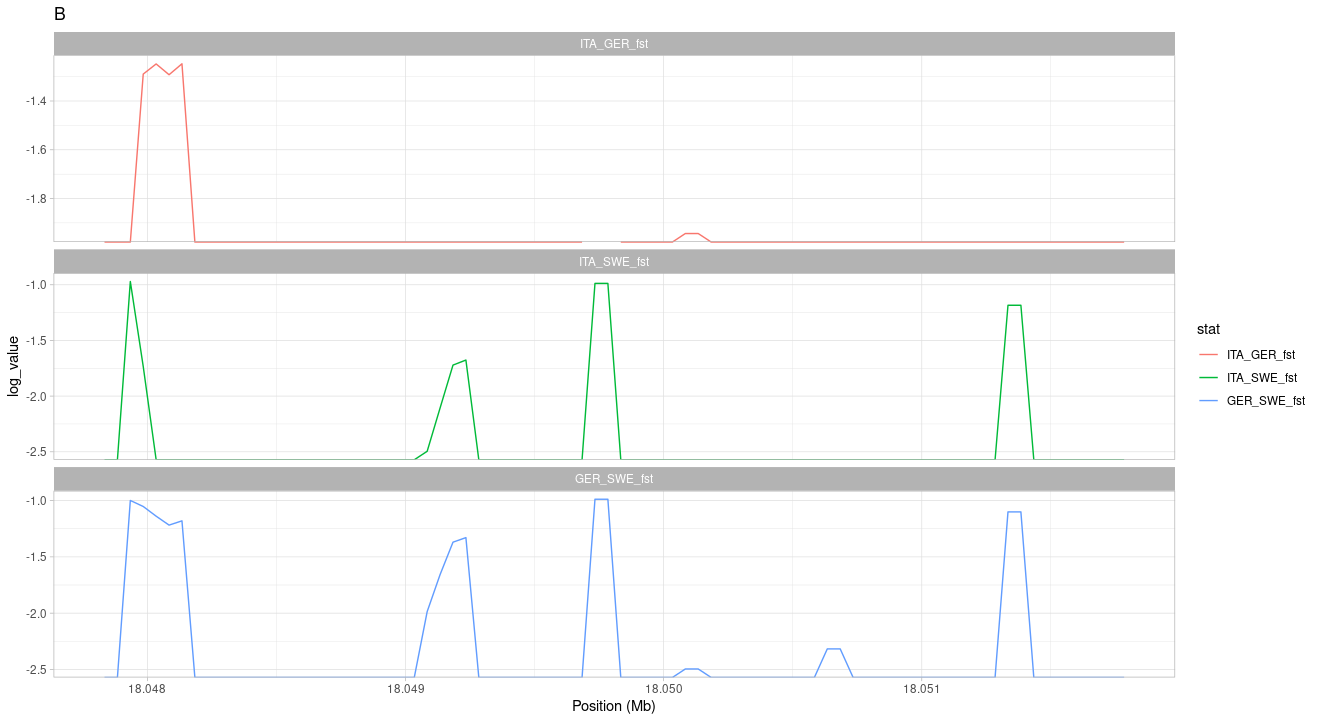 B
ITA_GER_fst
-1.4
-1.6
-1.8
ITA_SWE_fst
-1.0
-1.5
-2.0
-2.5
GER_SWE_fst
-1.0
-1.5
-2.0
-2.5
18.048 18.049 18.050 18.051
Position (Mb)
log_value
stat
ITA_GER_fst
ITA_SWE_fst
GER_SWE_fst